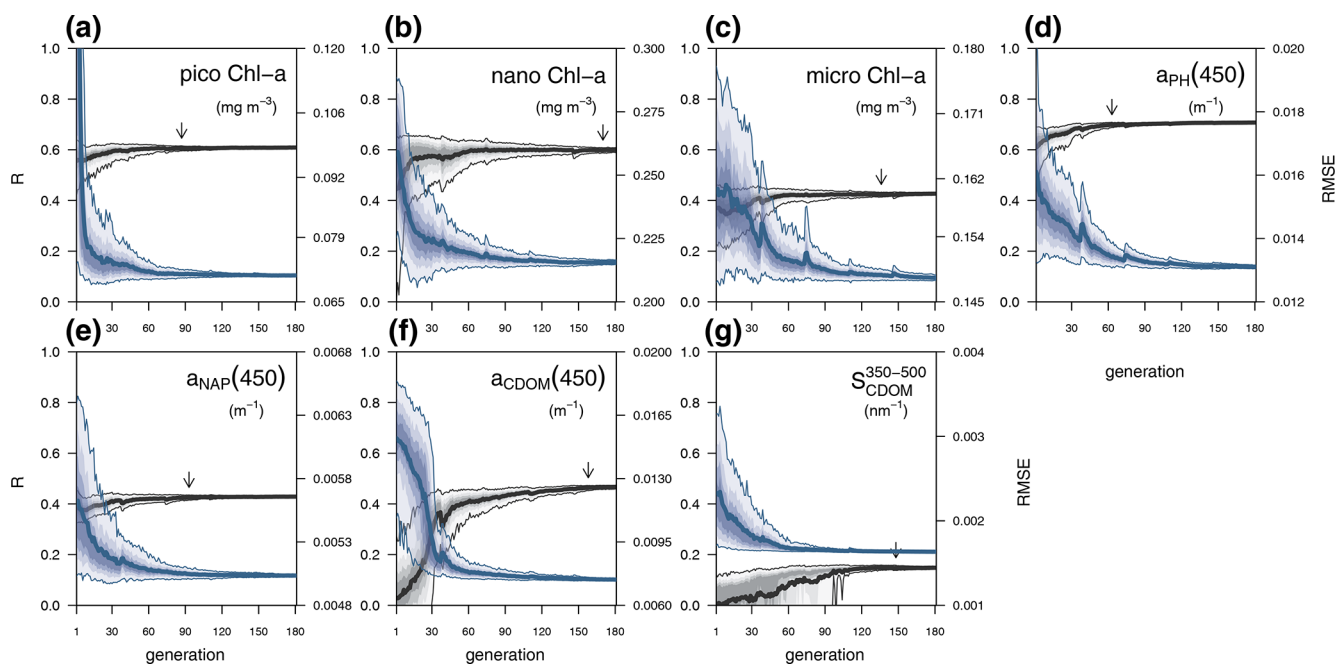 (a)
pico Chl−a
(mg m−3)
R
1.0
0.8
0.6
0.4
0.2
0.0
0.120
0.106
0.092
0.079
0.065
1 30 60 90 120 150 180
(b)
nano Chl−a
(mg m−3)
1.0
0.8
0.6
0.4
0.2
0.0
0.300
0.275
0.250
0.225
0.200
1 30 60 90 120 150 180
(c)
micro Chl−a
(mg m−3)
1.0
0.8
0.6
0.4
0.2
0.0
0.180
0.171
0.162
0.154
0.145
1 30 60 90 120 150 180
(d)
aPH(450)
(m−1)
1.0
0.8
0.6
0.4
0.2
0.0
0.020
0.018
0.016
0.014
0.012
RMSE
30 60 90 120 150 180
generation
(e)
aNAP(450)
(m−1)
R
1.0
0.8
0.6
0.4
0.2
0.0
0.0068
0.0063
0.0058
0.0053
0.0048
1 30 60 90 120 150 180
generation
(f)
aCDOM(450)
(m−1)
1.0
0.8
0.6
0.4
0.2
0.0
0.0200
0.0165
0.0130
0.0095
0.0060
1 30 60 90 120 150 180
generation
(g)
S350−500CDOM
(nm−1)
1.0
0.8
0.6
0.4
0.2
0.0
0.004
0.003
0.002
0.001
RMSE
1 30 60 90 120 150 180
generation